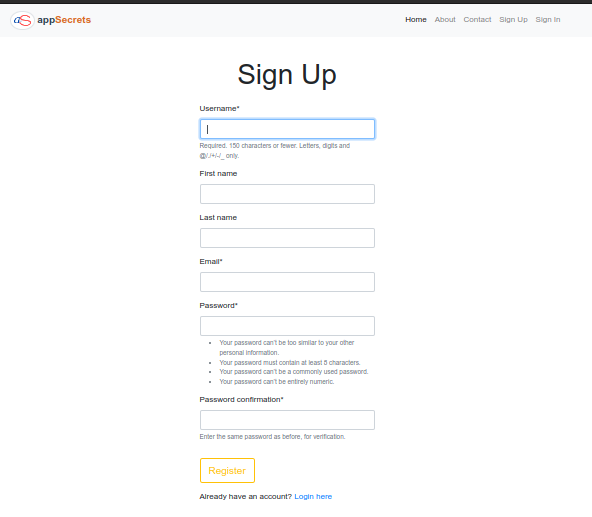 aS appSecrets
Home About Contact Sign Up Sign In
Sign Up
Username*
Required. 150 characters or fewer. Letters, digits and
@/./+/-/_ only.
First name
Last name
Email*
Password*
• Your password can't be too similar to your other
personal information.
• Your password must contain at least 8 characters.
• Your password can't be a commonly used password.
• Your password can't be entirely numeric.
Password confirmation*
Enter the same password as before, for verification.
Register
Already have an account? Login here